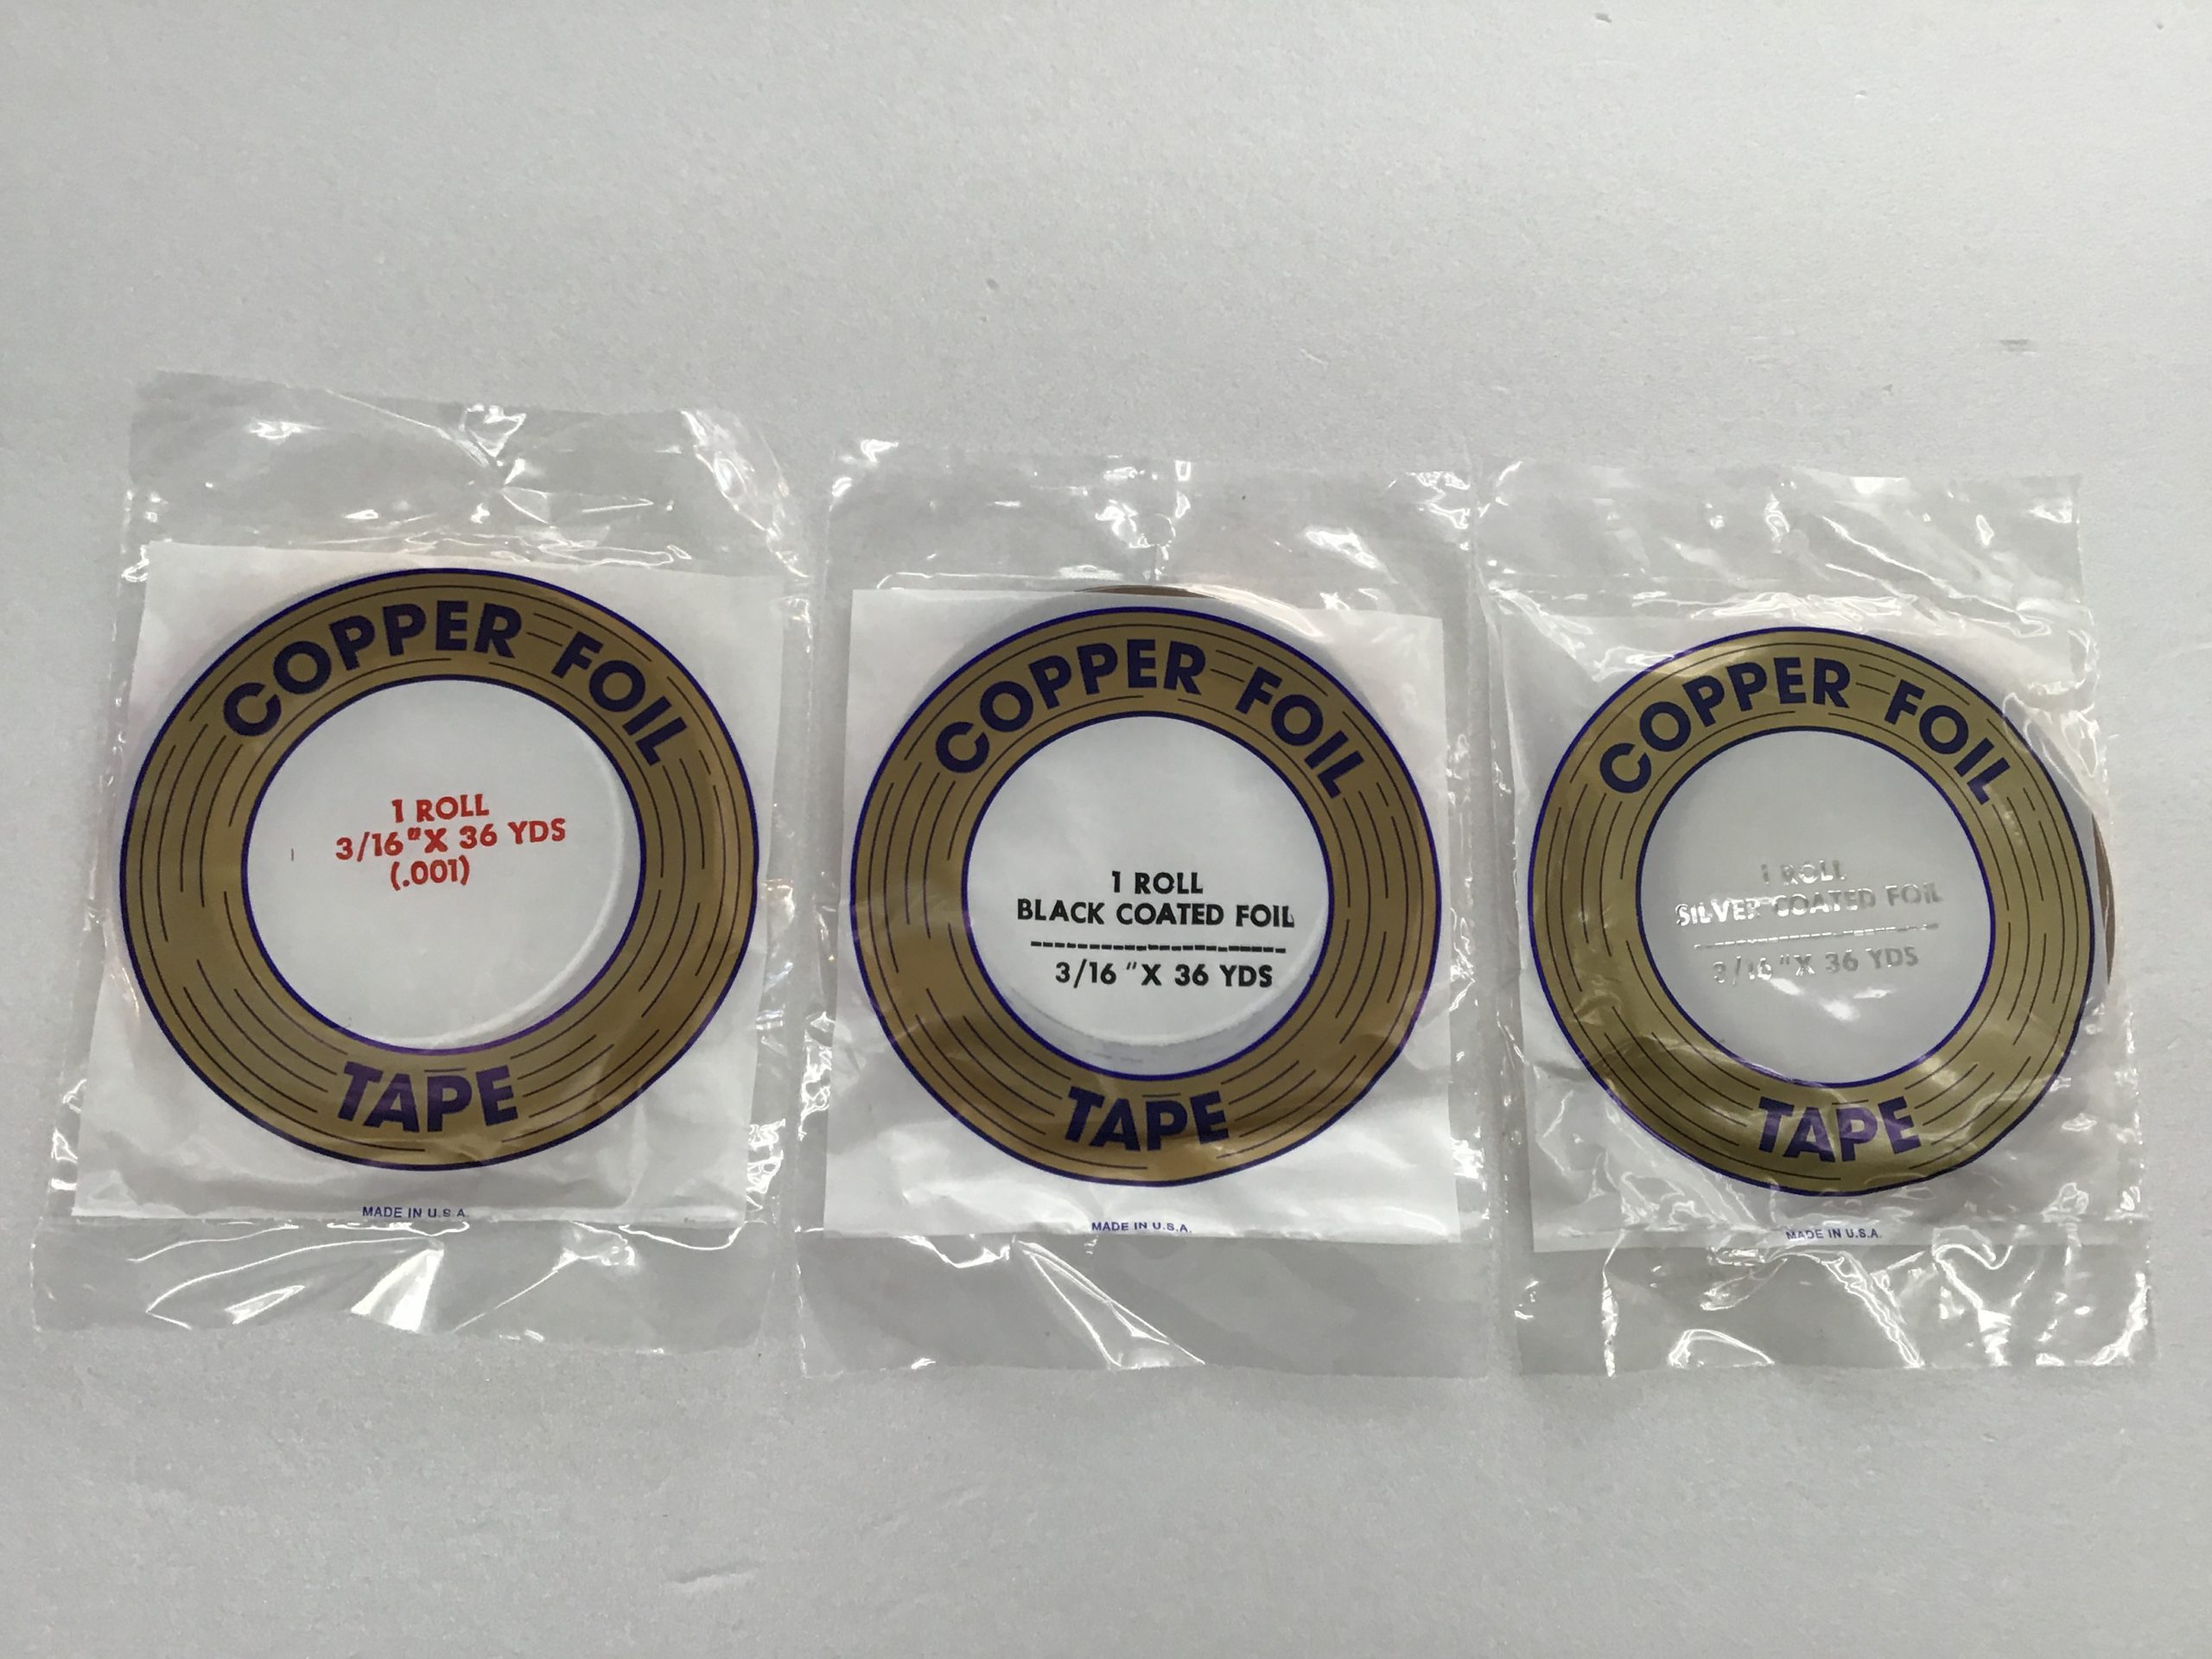 COPPER FOIL
1 ROLL
3/16"X 36 YDS
(.001)
TAPE
MADE IN U.S.A.
COPPER FOIL
1 ROLL
BLACK COATED FOIL
3/16 "X 36 YDS
TAPE
MADE IN U.S.A.
COPPER FOIL
1 ROLL
SILVER COATED FOIL
3/16 "X 36 YDS
TAPE
MADE IN U.S.A.